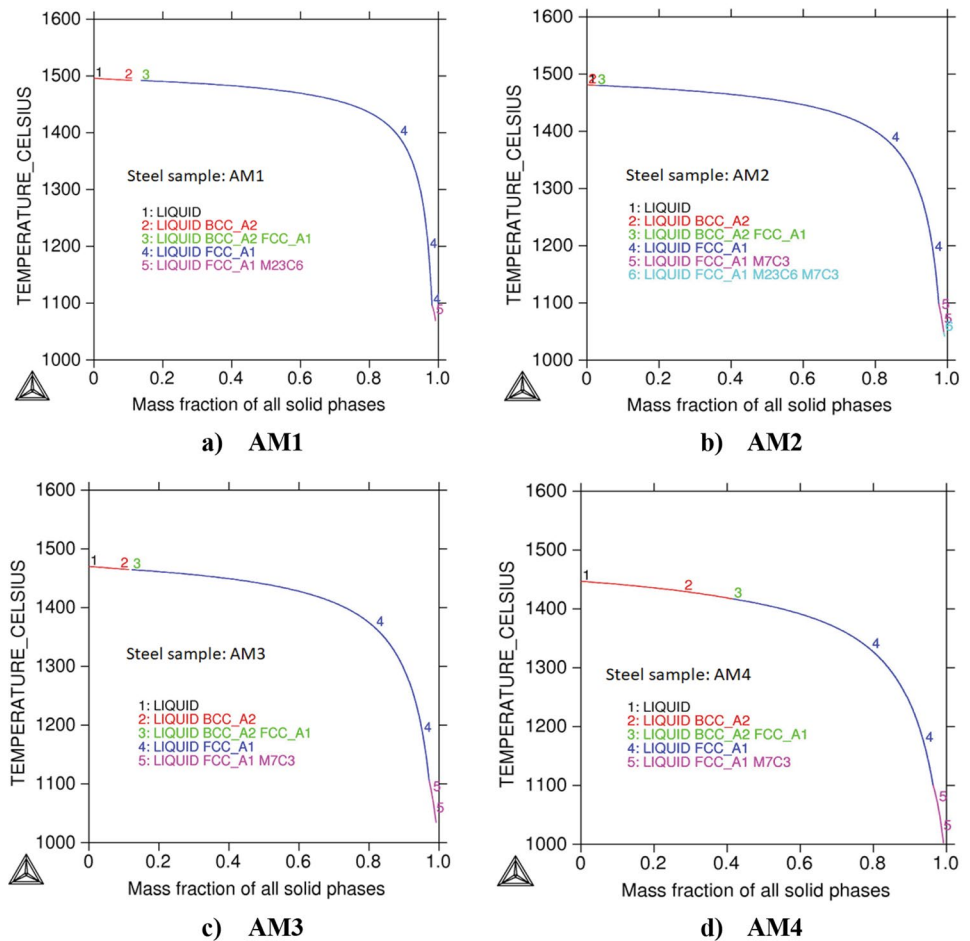 1600
1500
1400
1300
1200
1100
1000
TEMPERATURE_CELSIUS
1
2
3
4
4
4
5
Steel sample: AM1
1: LIQUID
2: LIQUID BCC_A2
3: LIQUID BCC_A2 FCC_A1
4: LIQUID FCC_A1
5: LIQUID FCC_A1 M23C6
0 0.2 0.4 0.6 0.8 1.0
Mass fraction of all solid phases
a) AM1
1600
1500
1400
1300
1200
1100
1000
TEMPERATURE_CELSIUS
1
2
3
4
4
5
5
6
Steel sample: AM2
1: LIQUID
2: LIQUID BCC_A2
3: LIQUID BCC_A2 FCC_A1
4: LIQUID FCC_A1
5: LIQUID FCC_A1 M7C3
6: LIQUID FCC_A1 M23C6 M7C3
0 0.2 0.4 0.6 0.8 1.0
Mass fraction of all solid phases
b) AM2
1600
1500
1400
1300
1200
1100
1000
TEMPERATURE_CELSIUS
1
2
3
4
4
5
5
Steel sample: AM3
1: LIQUID
2: LIQUID BCC_A2
3: LIQUID BCC_A2 FCC_A1
4: LIQUID FCC_A1
5: LIQUID FCC_A1 M7C3
0 0.2 0.4 0.6 0.8 1.0
Mass fraction of all solid phases
c) AM3
1600
1500
1400
1300
1200
1100
1000
TEMPERATURE_CELSIUS
1
2
3
4
4
5
5
Steel sample: AM4
1: LIQUID
2: LIQUID BCC_A2
3: LIQUID BCC_A2 FCC_A1
4: LIQUID FCC_A1
5: LIQUID FCC_A1 M7C3
0 0.2 0.4 0.6 0.8 1.0
Mass fraction of all solid phases
d) AM4